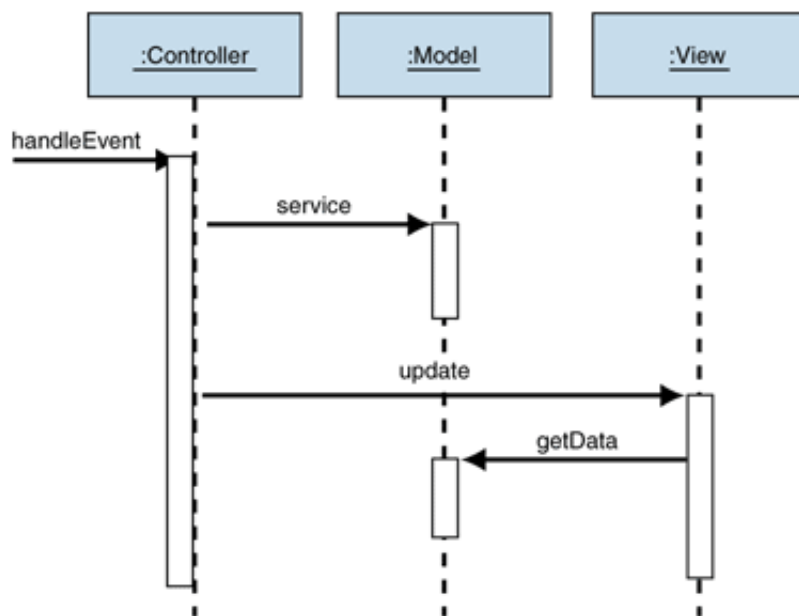 :Controller
:Model
:View
handleEvent
service
update
getData